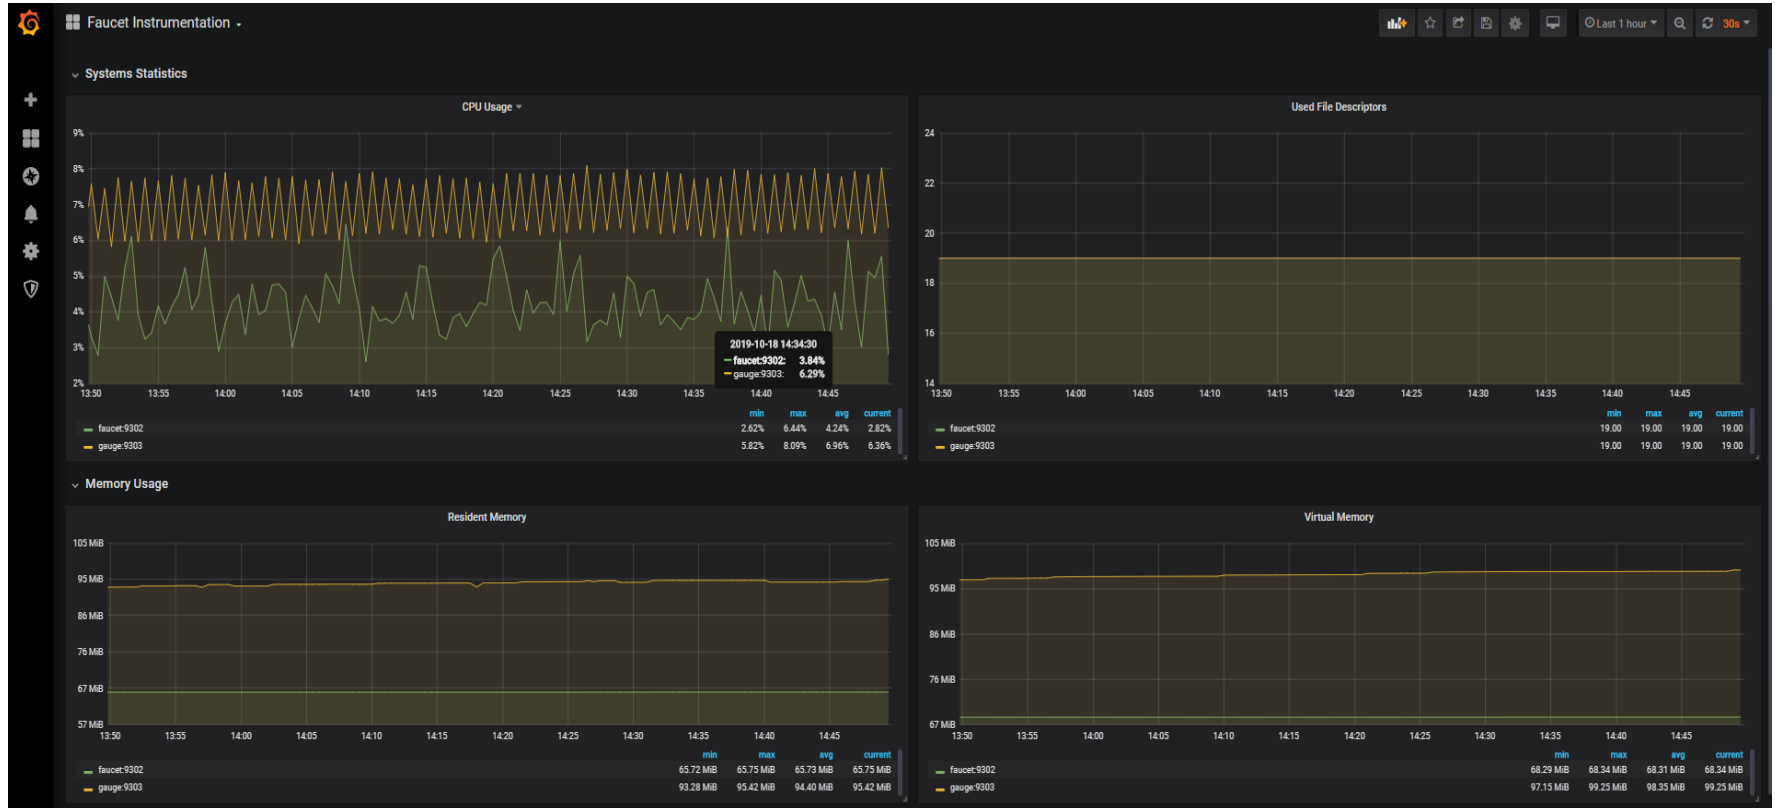 Faucet Instrumentation
Last 1 hour
30s
Systems Statistics
CPU Usage
9%
8%
7%
6%
5%
4%
3%
2%
13:50 13:55 14:00 14:05 14:10 14:15 14:20 14:25 14:30 14:35 14:40 14:45
2019-10-18 14:34:30
faucet:9302: 3.84%
gauge:9303: 6.29%
min max avg current
faucet:9302 2.62% 6.44% 4.24% 2.82%
gauge:9303 5.82% 8.09% 6.96% 6.36%
Used File Descriptors
24
22
20
18
16
14
13:50 13:55 14:00 14:05 14:10 14:15 14:20 14:25 14:30 14:35 14:40 14:45
min max avg current
faucet:9302 19.00 19.00 19.00 19.00
gauge:9303 19.00 19.00 19.00 19.00
Memory Usage
Resident Memory
105 MiB
95 MiB
86 MiB
76 MiB
67 MiB
57 MiB
13:50 13:55 14:00 14:05 14:10 14:15 14:20 14:25 14:30 14:35 14:40 14:45
min max avg current
faucet:9302 65.72 MiB 65.75 MiB 65.73 MiB 65.75 MiB
gauge:9303 93.28 MiB 95.42 MiB 94.40 MiB 95.42 MiB
Virtual Memory
105 MiB
95 MiB
86 MiB
76 MiB
67 MiB
13:50 13:55 14:00 14:05 14:10 14:15 14:20 14:25 14:30 14:35 14:40 14:45
min max avg current
faucet:9302 68.29 MiB 68.34 MiB 68.31 MiB 68.34 MiB
gauge:9303 97.15 MiB 99.25 MiB 98.35 MiB 99.25 MiB